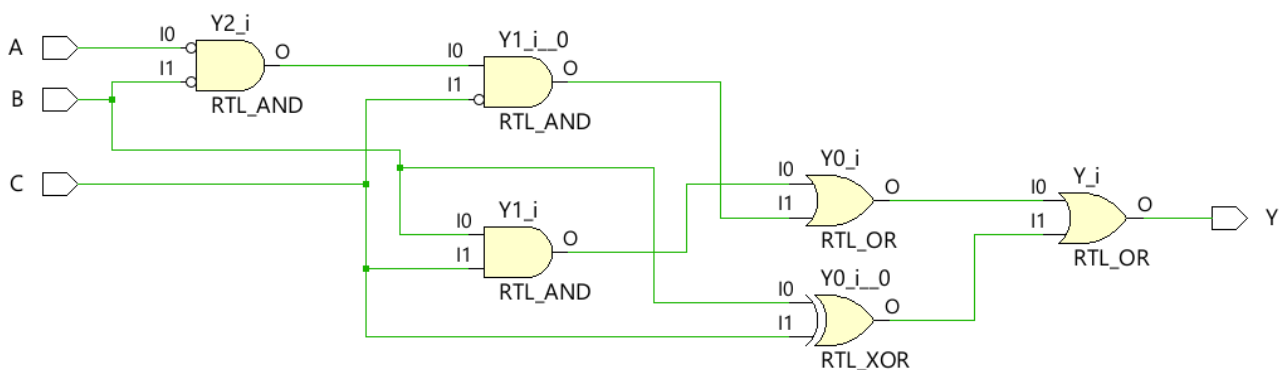 Y2_i
A
I0
O
I1
RTL_AND
B
Y1_i__0
I0
O
I1
RTL_AND
C
Y1_i
I0
O
I1
RTL_AND
Y0_i
I0
O
I1
RTL_OR
Y0_i__0
I0
O
I1
RTL_XOR
Y_i
I0
O
I1
RTL_OR
Y